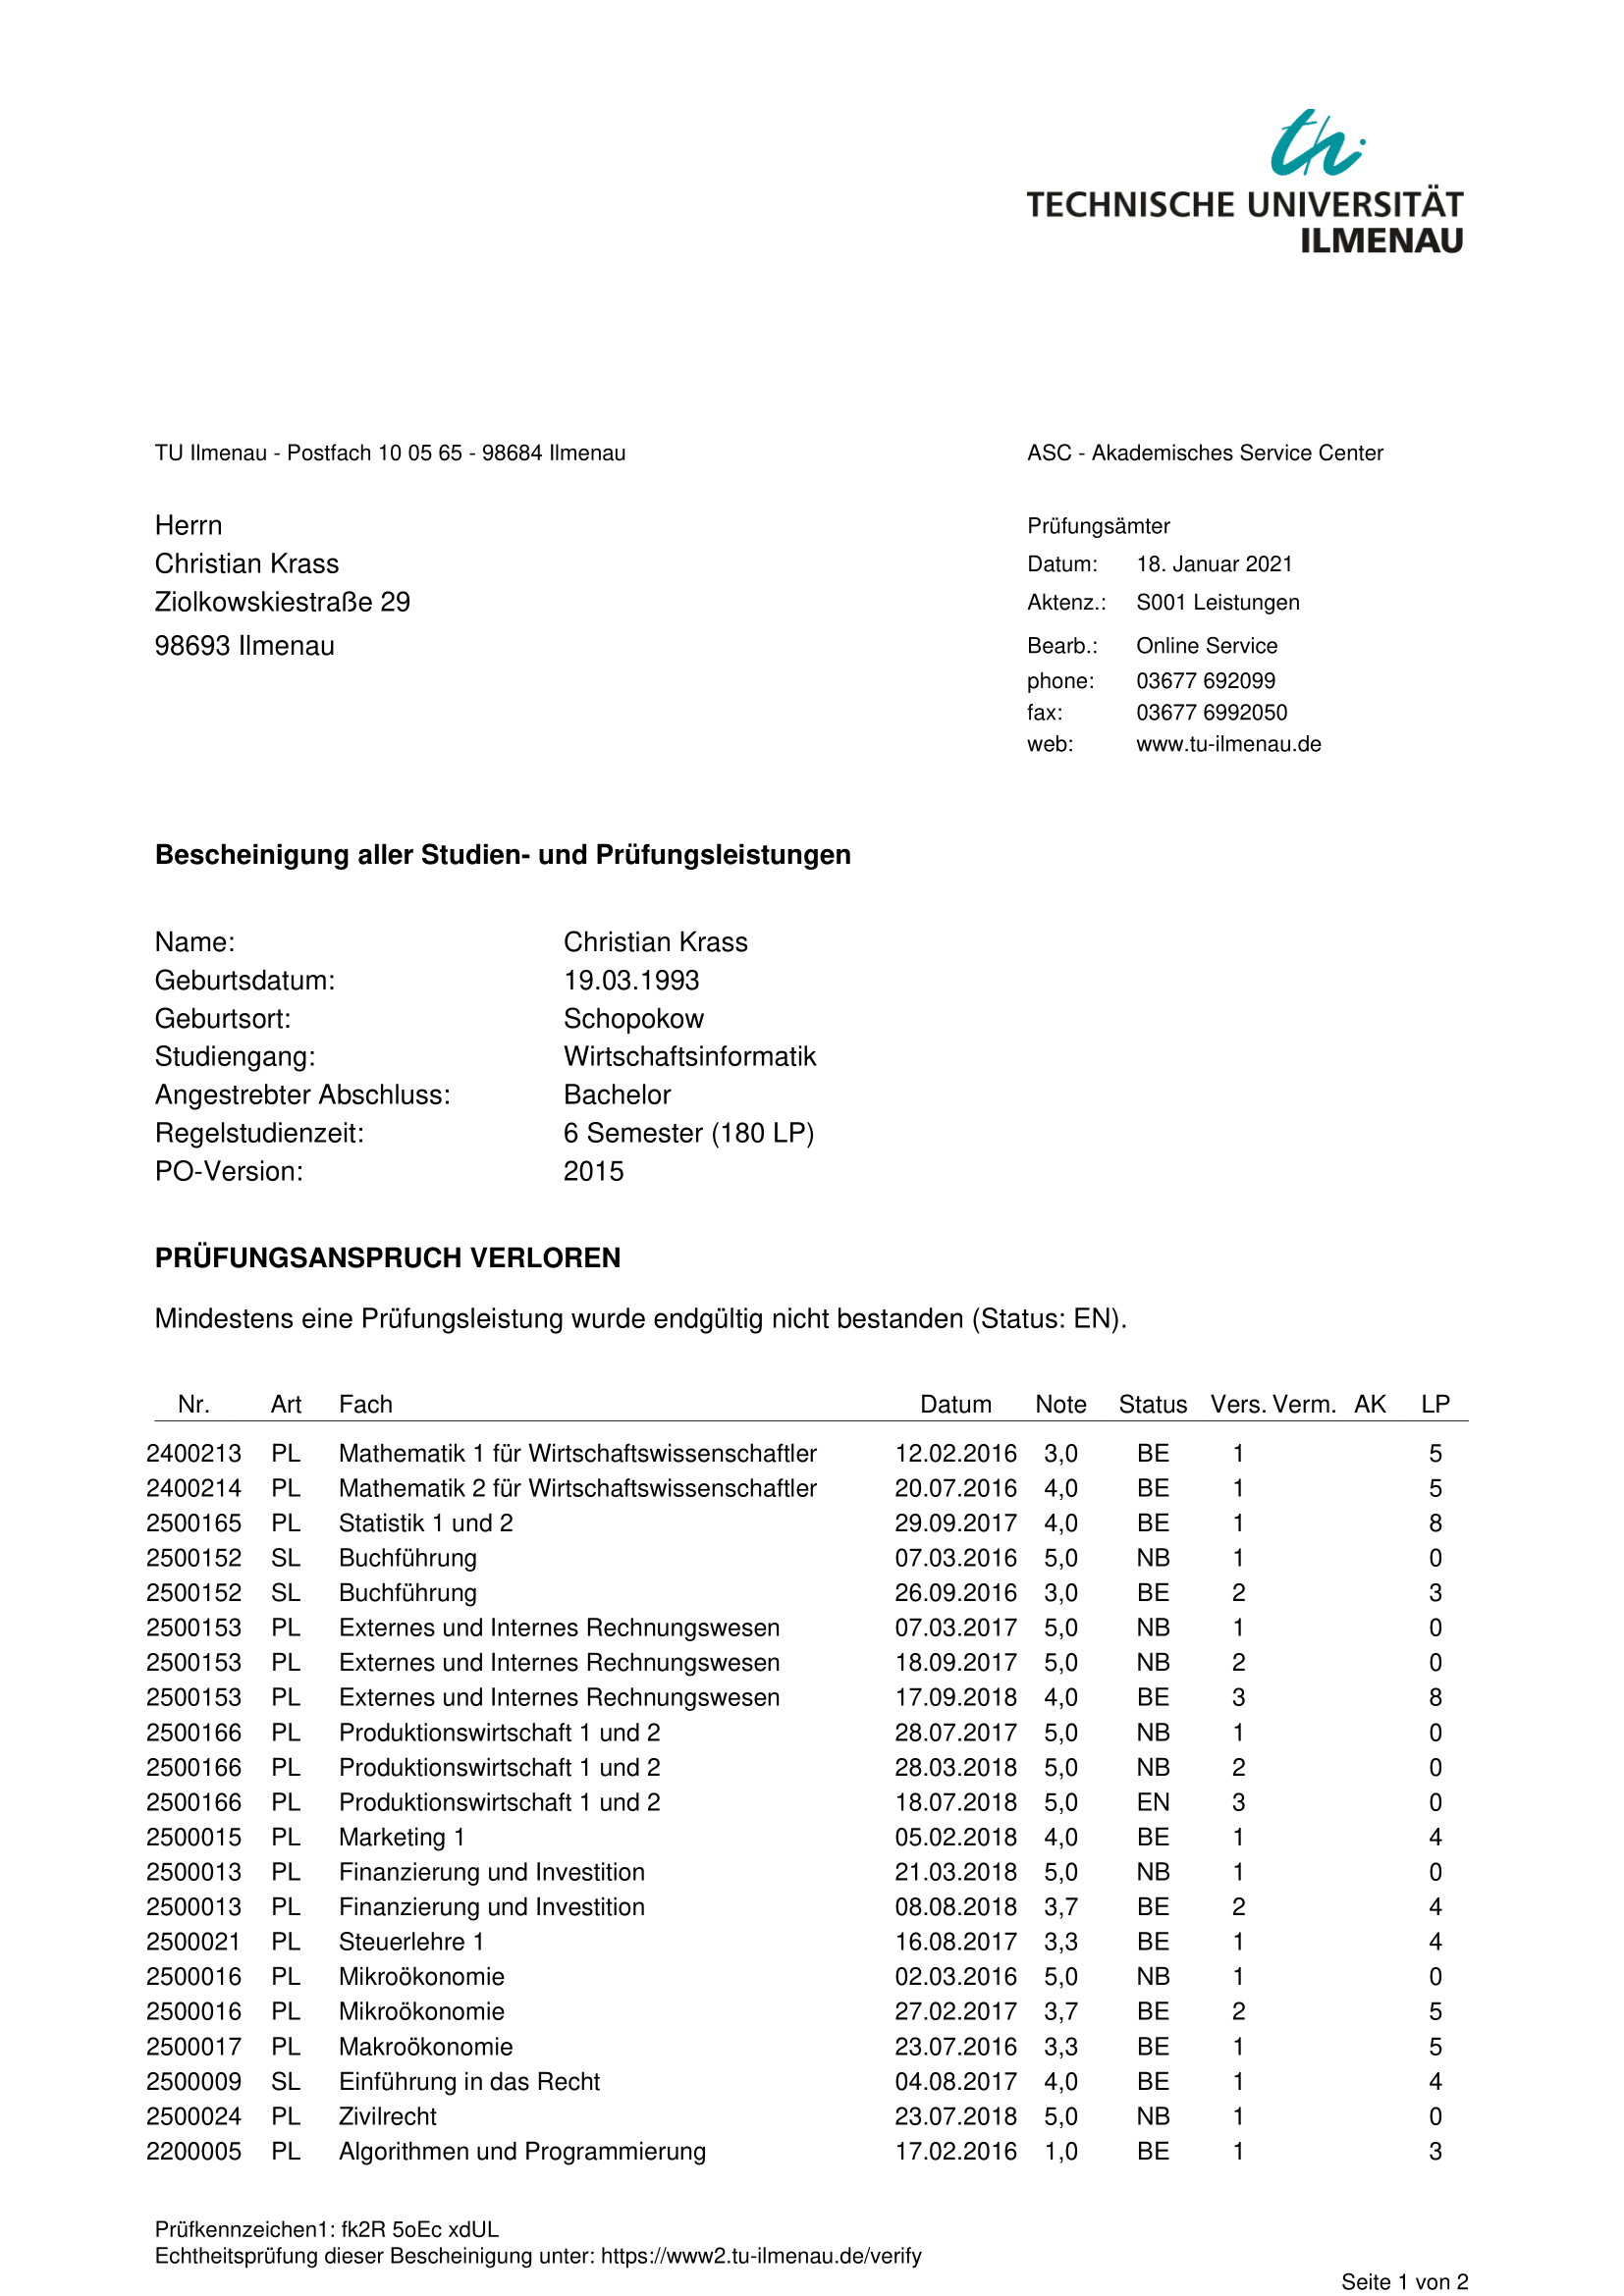 th
TECHNISCHE UNIVERSITÄT
ILMENAU
TU Ilmenau - Postfach 10 05 65 - 98684 Ilmenau
ASC - Akademisches Service Center
Herrn
Christian Krass
Ziolkowskiestraße 29
98693 Ilmenau
Prüfungsämter
Datum: 18. Januar 2021
Aktenz.: S001 Leistungen
Bearb.: Online Service
phone: 03677 692099
fax: 03677 6992050
web: www.tu-ilmenau.de
Bescheinigung aller Studien- und Prüfungsleistungen
Name: Christian Krass
Geburtsdatum: 19.03.1993
Geburtsort: Schopokow
Studiengang: Wirtschaftsinformatik
Angestrebter Abschluss: Bachelor
Regelstudienzeit: 6 Semester (180 LP)
PO-Version: 2015
PRÜFUNGSANSPRUCH VERLOREN
Mindestens eine Prüfungsleistung wurde endgültig nicht bestanden (Status: EN).
Nr. Art Fach Datum Note Status Vers. Verm. AK LP
2400213 PL Mathematik 1 für Wirtschaftswissenschaftler 12.02.2016 3,0 BE 1 5
2400214 PL Mathematik 2 für Wirtschaftswissenschaftler 20.07.2016 4,0 BE 1 5
2500165 PL Statistik 1 und 2 29.09.2017 4,0 BE 1 8
2500152 SL Buchführung 07.03.2016 5,0 NB 1 0
2500152 SL Buchführung 26.09.2016 3,0 BE 2 3
2500153 PL Externes und Internes Rechnungswesen 07.03.2017 5,0 NB 1 0
2500153 PL Externes und Internes Rechnungswesen 18.09.2017 5,0 NB 2 0
2500153 PL Externes und Internes Rechnungswesen 17.09.2018 4,0 BE 3 8
2500166 PL Produktionswirtschaft 1 und 2 28.07.2017 5,0 NB 1 0
2500166 PL Produktionswirtschaft 1 und 2 28.03.2018 5,0 NB 2 0
2500166 PL Produktionswirtschaft 1 und 2 18.07.2018 5,0 EN 3 0
2500015 PL Marketing 1 05.02.2018 4,0 BE 1 4
2500013 PL Finanzierung und Investition 21.03.2018 5,0 NB 1 0
2500013 PL Finanzierung und Investition 08.08.2018 3,7 BE 2 4
2500021 PL Steuerlehre 1 16.08.2017 3,3 BE 1 4
2500016 PL Mikroökonomie 02.03.2016 5,0 NB 1 0
2500016 PL Mikroökonomie 27.02.2017 3,7 BE 2 5
2500017 PL Makroökonomie 23.07.2016 3,3 BE 1 5
2500009 SL Einführung in das Recht 04.08.2017 4,0 BE 1 4
2500024 PL Zivilrecht 23.07.2018 5,0 NB 1 0
2200005 PL Algorithmen und Programmierung 17.02.2016 1,0 BE 1 3
Prüfkennzeichen1: fk2R 5oEc xdUL
Echtheitsprüfung dieser Bescheinigung unter: https://www2.tu-ilmenau.de/verify
Seite 1 von 2